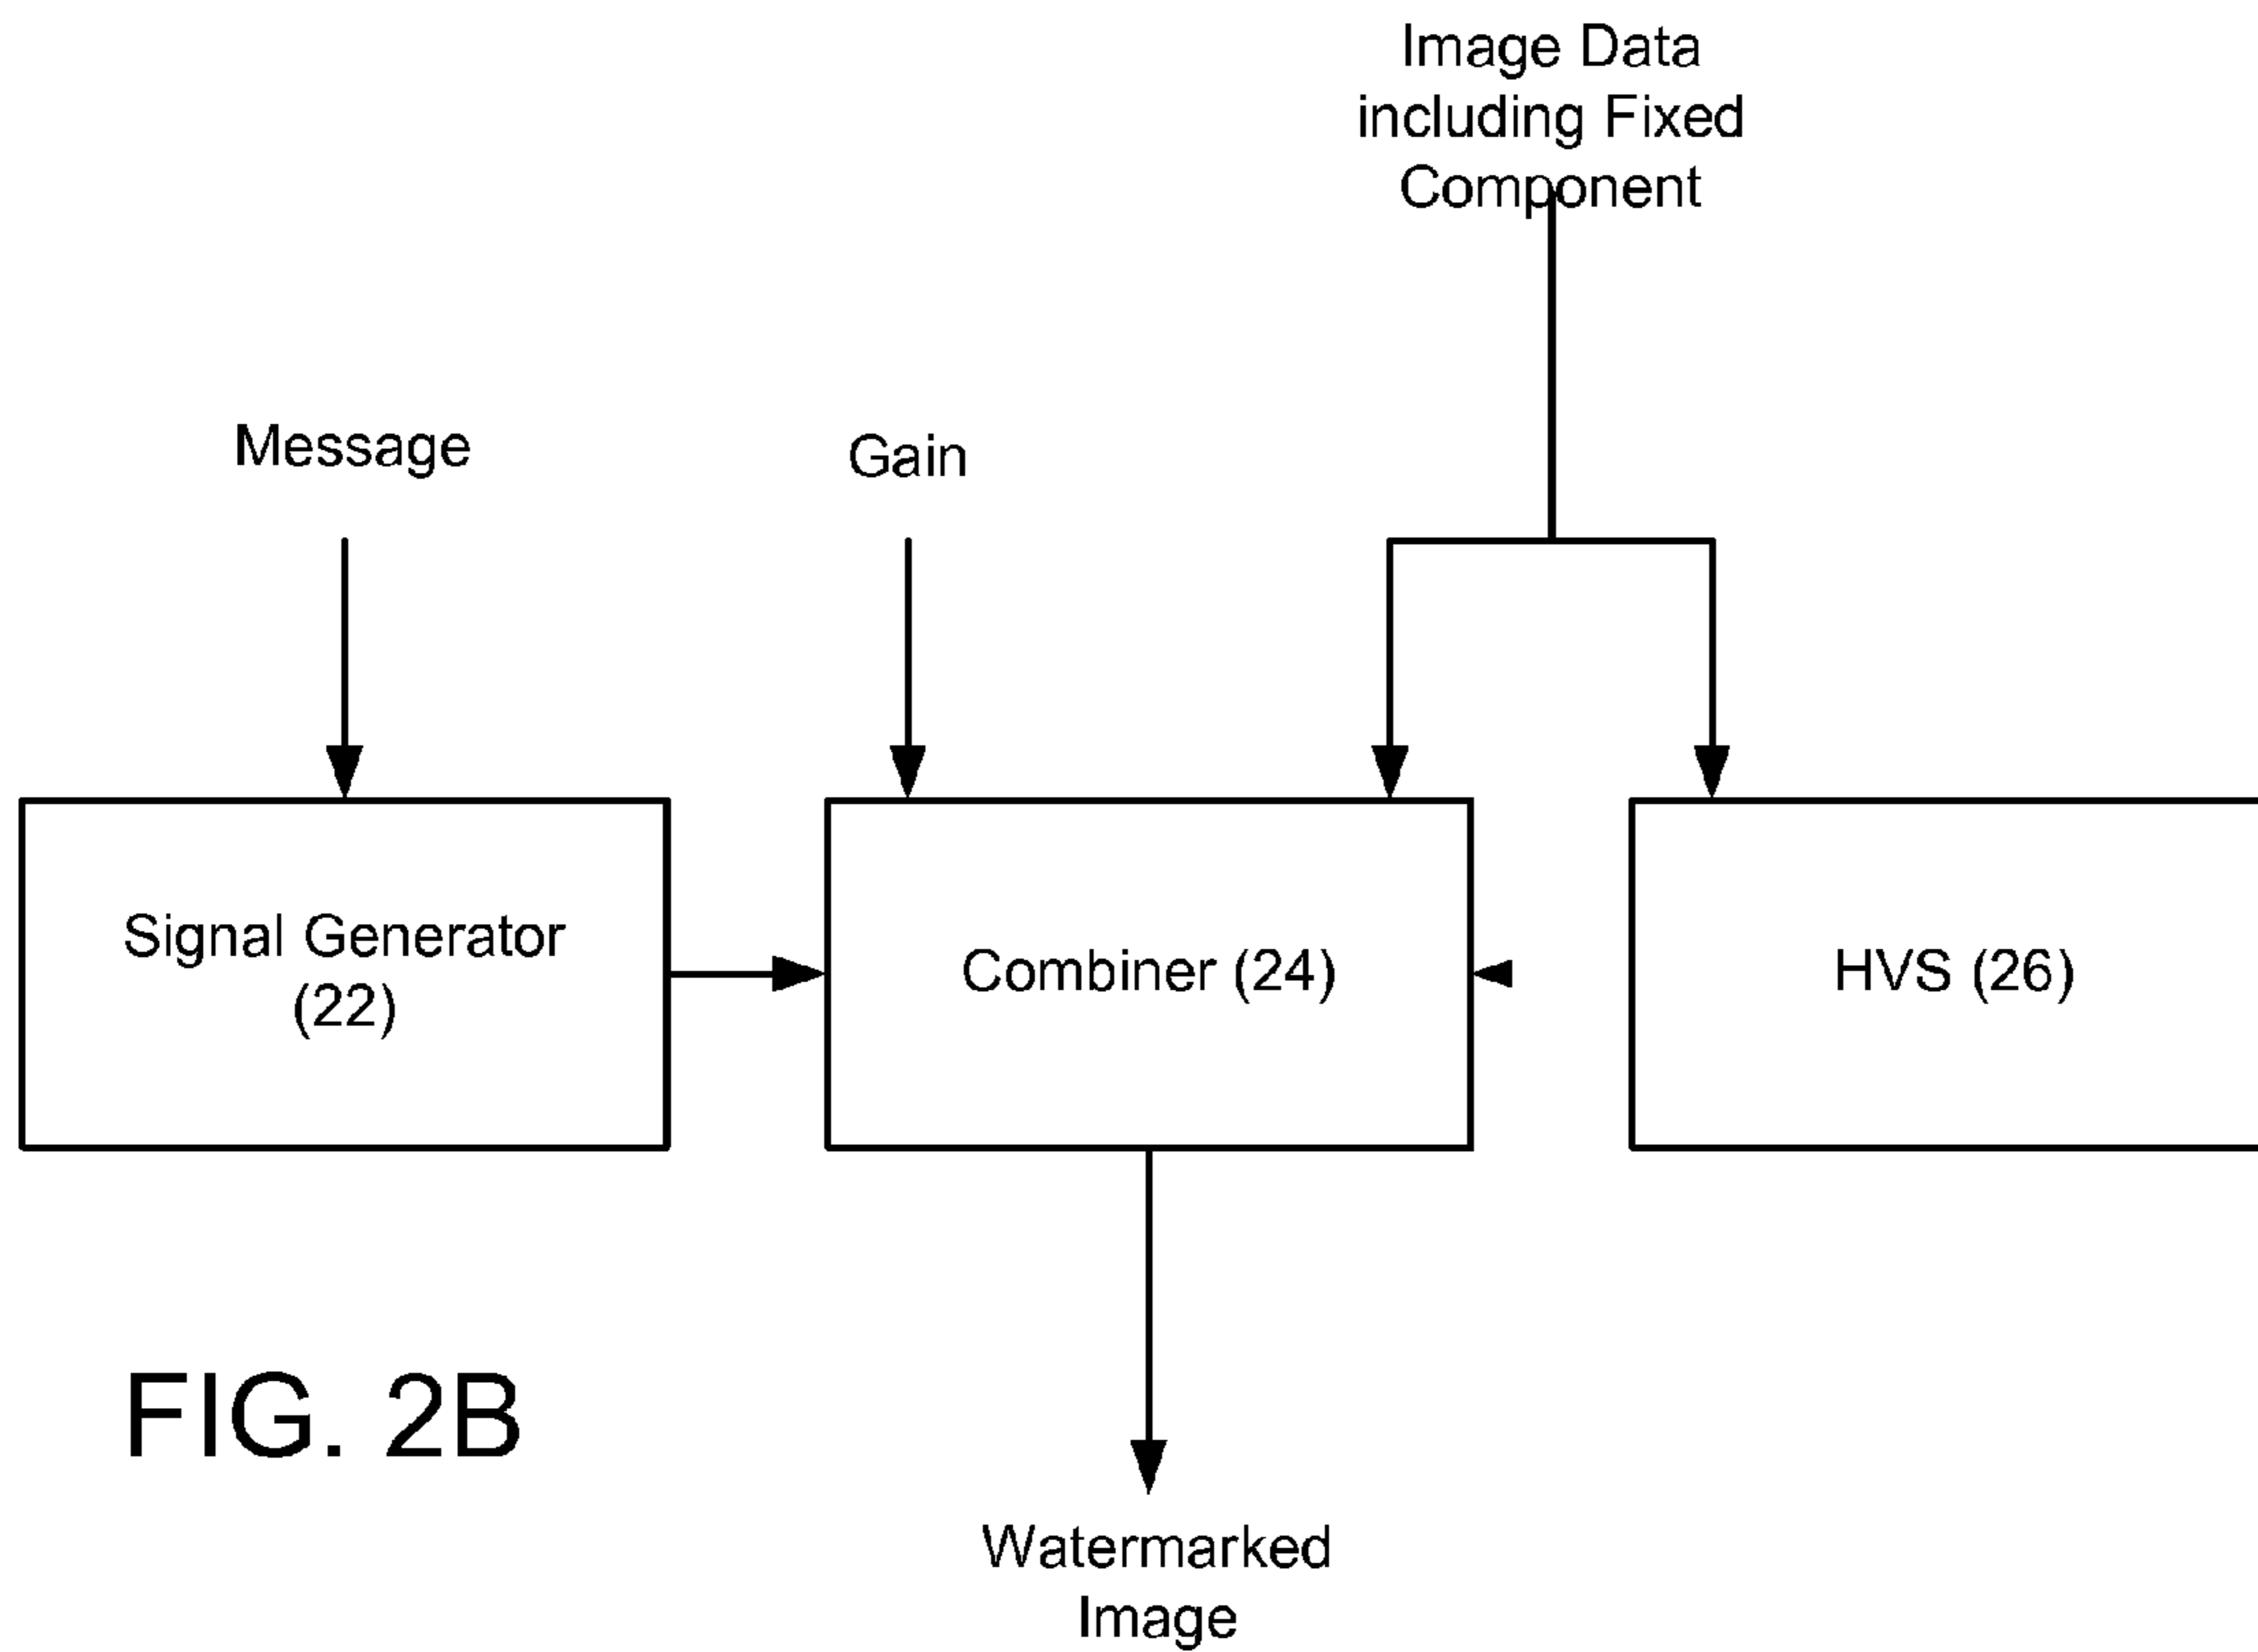 Image Data
including Fixed
Component
Message
Gain
Signal Generator
(22)
Combiner (24)
HVS (26)
FIG. 2B
Watermarked
Image